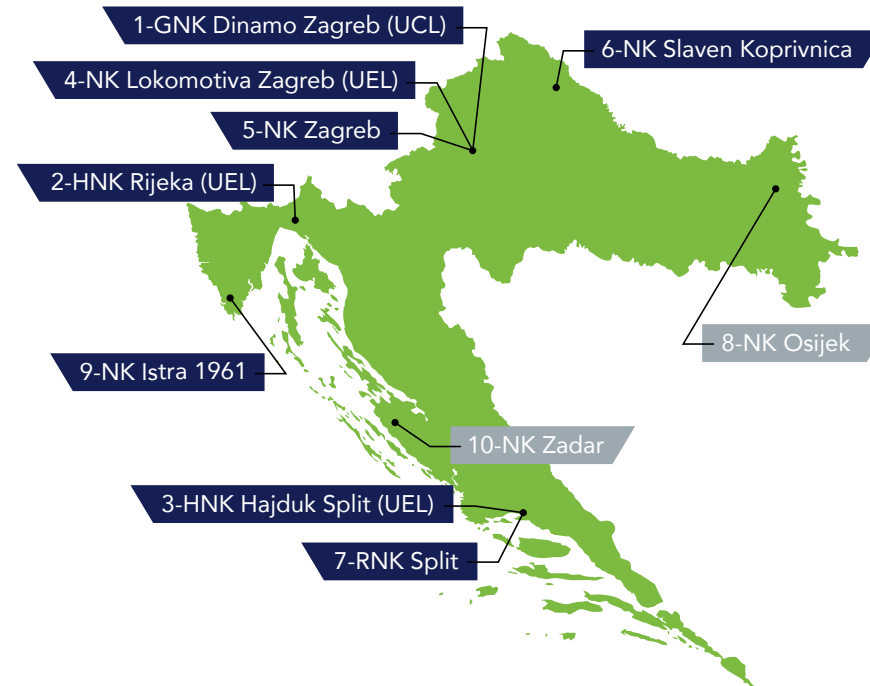 1-GNK Dinamo Zagreb (UCL)
6-NK Slaven Koprivnica
4-NK Lokomotiva Zagreb (UEL)
5-NK Zagreb
2-HNK Rijeka (UEL)
8-NK Osijek
9-NK Istra 1961
10-NK Zadar
3-HNK Hajduk Split (UEL)
7-RNK Split